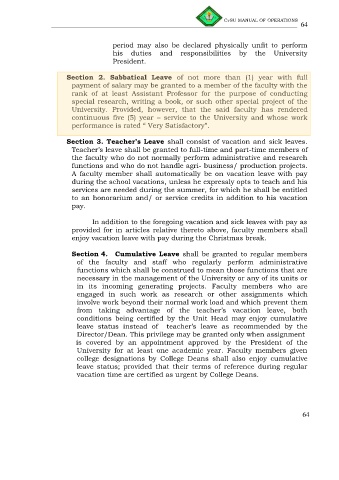 CvSU MANUAL OF OPERATIONS
64
period may also be declared physically unfit to perform
his duties and responsibilities by the University
President.
Section 2. Sabbatical Leave of not more than (1) year with full
payment of salary may be granted to a member of the faculty with the
rank of at least Assistant Professor for the purpose of conducting
special research, writing a book, or such other special project of the
University. Provided, however, that the said faculty has rendered
continuous five (5) year – service to the University and whose work
performance is rated “ Very Satisfactory”.
Section 3. Teacher’s Leave shall consist of vacation and sick leaves.
Teacher’s leave shall be granted to full-time and part-time members of
the faculty who do not normally perform administrative and research
functions and who do not handle agri- business/ production projects.
A faculty member shall automatically be on vacation leave with pay
during the school vacations, unless he expressly opts to teach and his
services are needed during the summer, for which he shall be entitled
to an honorarium and/ or service credits in addition to his vacation
pay.
In addition to the foregoing vacation and sick leaves with pay as
provided for in articles relative thereto above, faculty members shall
enjoy vacation leave with pay during the Christmas break.
Section 4. Cumulative Leave shall be granted to regular members
of the faculty and staff who regularly perform administrative
functions which shall be construed to mean those functions that are
necessary in the management of the University or any of its units or
in its incoming generating projects. Faculty members who are
engaged in such work as research or other assignments which
involve work beyond their normal work load and which prevent them
from taking advantage of the teacher’s vacation leave, both
conditions being certified by the Unit Head may enjoy cumulative
leave status instead of teacher’s leave as recommended by the
Director/Dean. This privilege may be granted only when assignment
is covered by an appointment approved by the President of the
University for at least one academic year. Faculty members given
college designations by College Deans shall also enjoy cumulative
leave status; provided that their terms of reference during regular
vacation time are certified as urgent by College Deans.
64